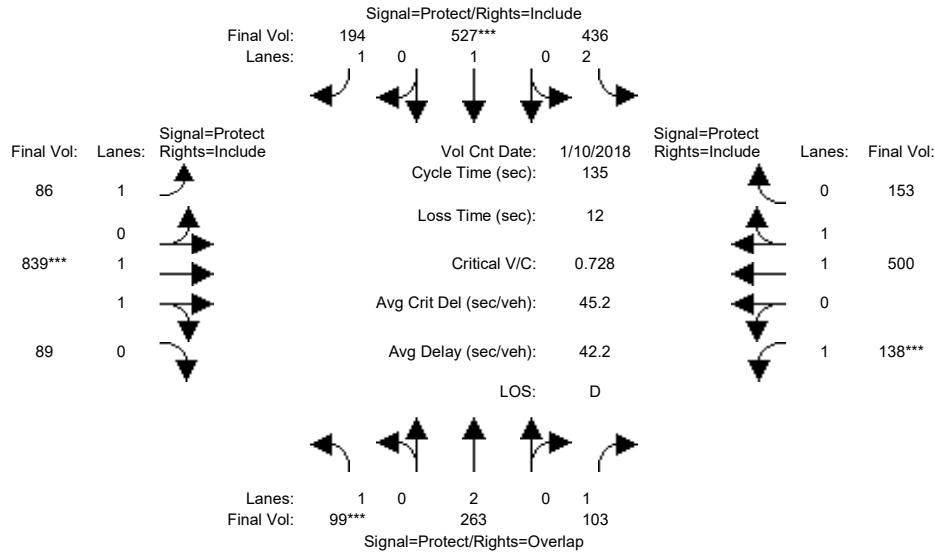 Signal=Protect/Rights=Include
Final Vol: 194 527*** 436
Lanes: 1 0 1 0 2
Signal=Protect Signal=Protect
Final Vol: Lanes: Rights=Include Vol Cnt Date: 1/10/2018 Rights=Include Lanes: Final Vol:
Cycle Time (sec): 135
86 1 0 153
Loss Time (sec): 12
0 1
839*** 1 Critical V/C: 0.728 1 500
1 Avg Crit Del (sec/veh): 45.2 0
89 0 Avg Delay (sec/veh): 42.2 1 138***
LOS: D
Lanes: 1 0 2 0 1
Final Vol: 99*** 263 103
Signal=Protect/Rights=Overlap